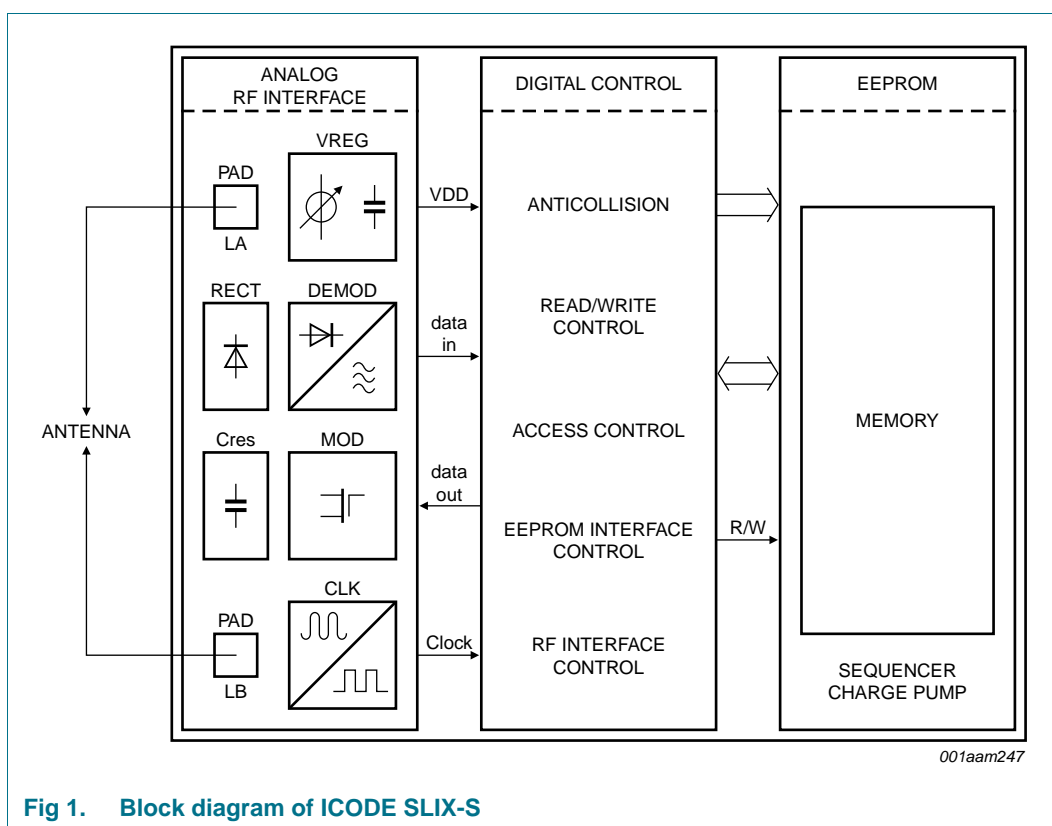 ANALOG
RF INTERFACE
DIGITAL CONTROL
EEPROM
VREG
PAD
LA
VDD
ANTICOLLISION
RECT
DEMOD
data
in
READ/WRITE
CONTROL
ANTENNA
Cres
MOD
data
out
ACCESS CONTROL
MEMORY
EEPROM INTERFACE
CONTROL
R/W
CLK
PAD
LB
Clock
RF INTERFACE
CONTROL
SEQUENCER
CHARGE PUMP
001aam247
Fig 1. Block diagram of ICODE SLIX-S